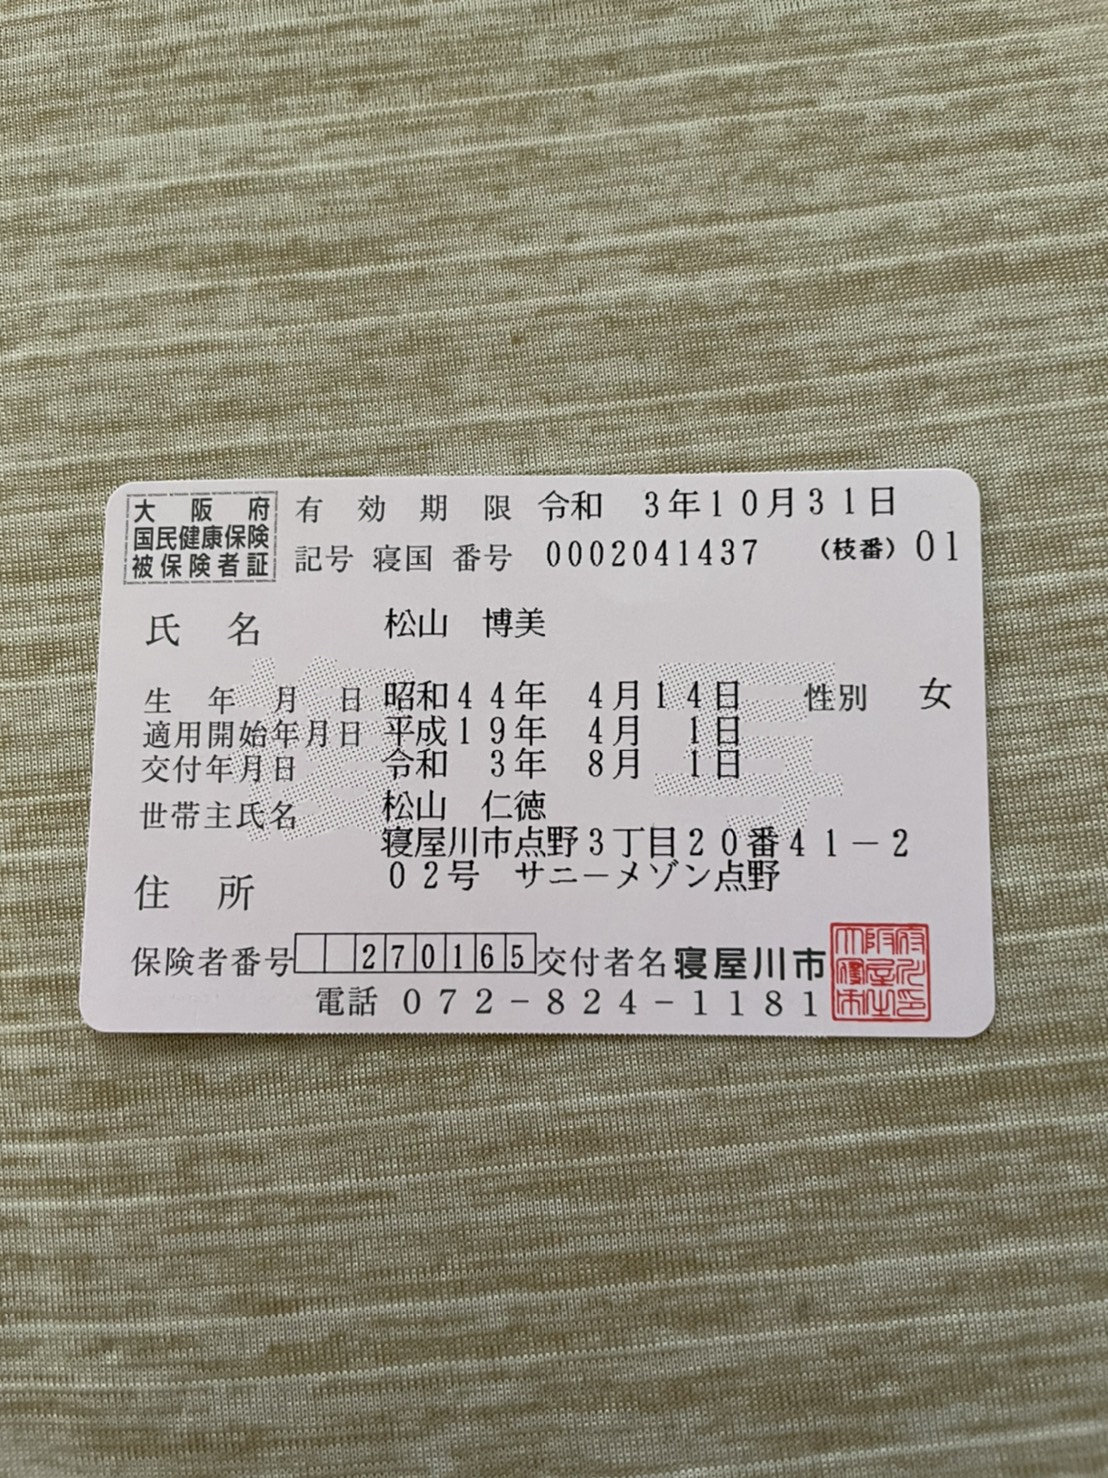 大阪府
国民健康保険
被保険者証
有効期限 令和 3年10月31日
記号 寝国 番号 0002041437 (枝番) 01
氏名 松山 博美
生年月日 昭和44年 4月14日 性別 女
適用開始年月日 平成19年 4月 1日
交付年月日 令和 3年 8月 1日
世帯主氏名 松山 仁徳
住所 寝屋川市点野3丁目20番41-2
02号 サニーメゾン点野
保険者番号 270165 交付者名 寝屋川市
電話 072-824-1181